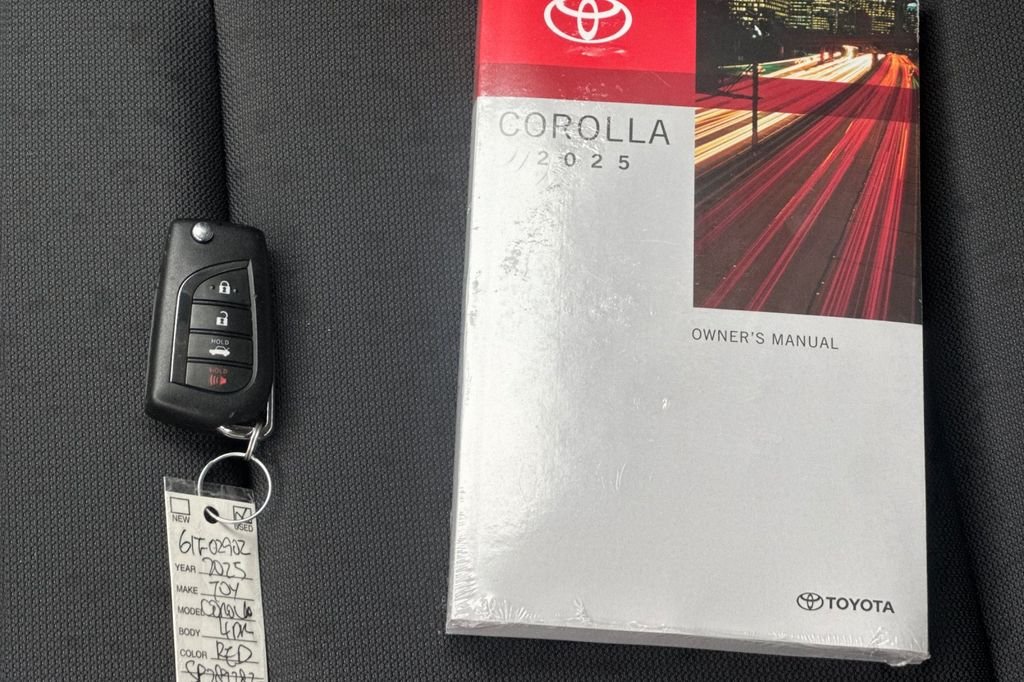 COROLLA
2025
OWNER'S MANUAL
TOYOTA
HOLD
HOLD
NEW
USED
YEAR 2025
MAKE TOY
MODEL Corolla
BODY 4DR
COLOR RED